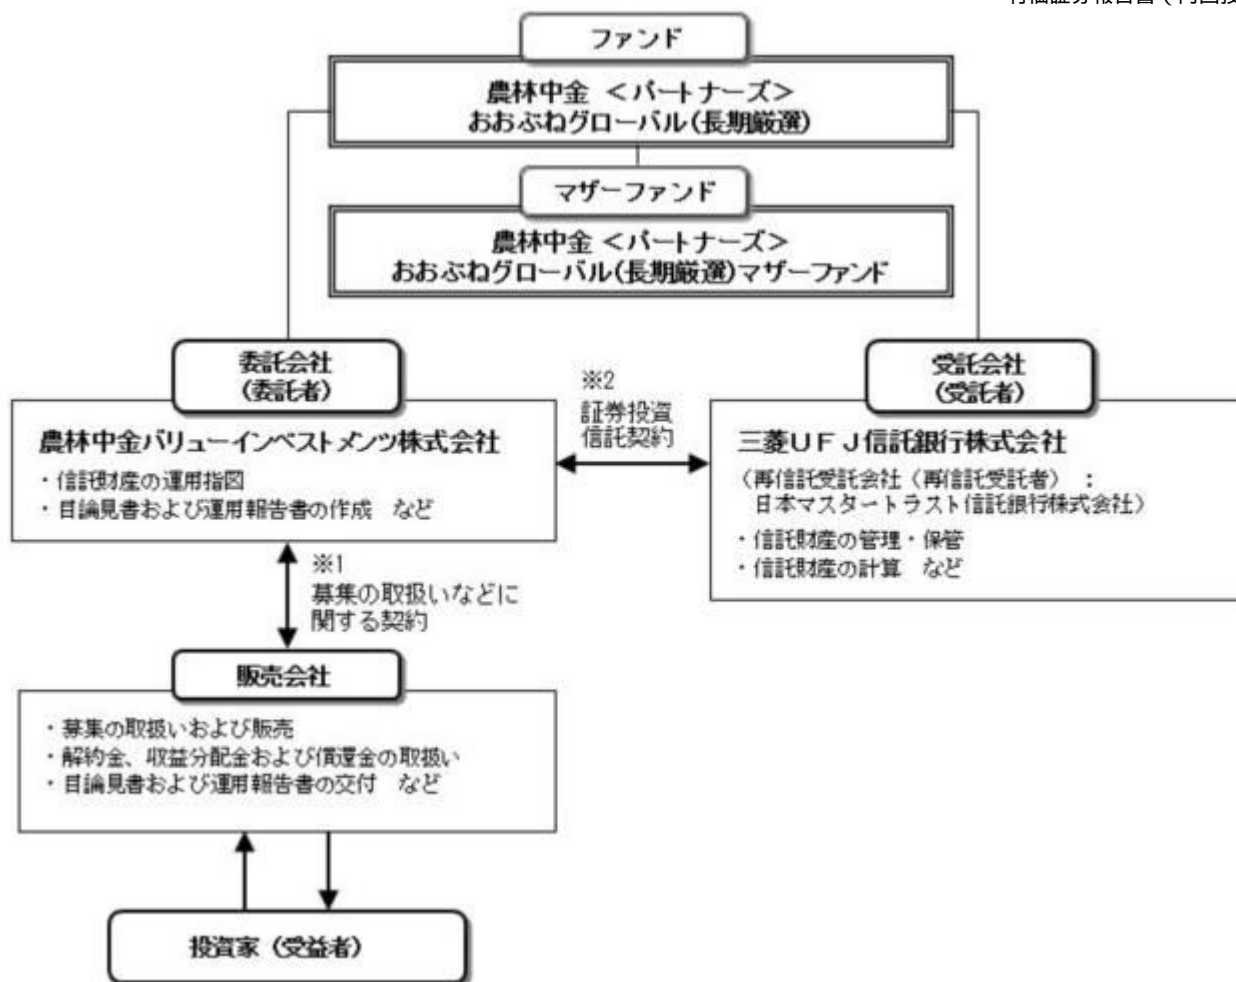 ファンド
農林中金 ＜パートナーズ＞
おおぶねグローバル(長期厳選)
マザーファンド
農林中金 ＜パートナーズ＞
おおぶねグローバル(長期厳選)マザーファンド
委託会社
(委託者)
農林中金バリューインベストメンツ株式会社
・信託財産の運用指図
・目論見書および運用報告書の作成 など
※2
証券投資
信託契約
受託会社
(受託者)
三菱ＵＦＪ信託銀行株式会社
（再信託受託会社（再信託受託者）：
日本マスタートラスト信託銀行株式会社）
・信託財産の管理・保管
・信託財産の計算 など
※1
募集の取扱いなどに
関する契約
販売会社
・募集の取扱いおよび販売
・解約金、収益分配金および償還金の取扱い
・目論見書および運用報告書の交付 など
投資家（受益者）